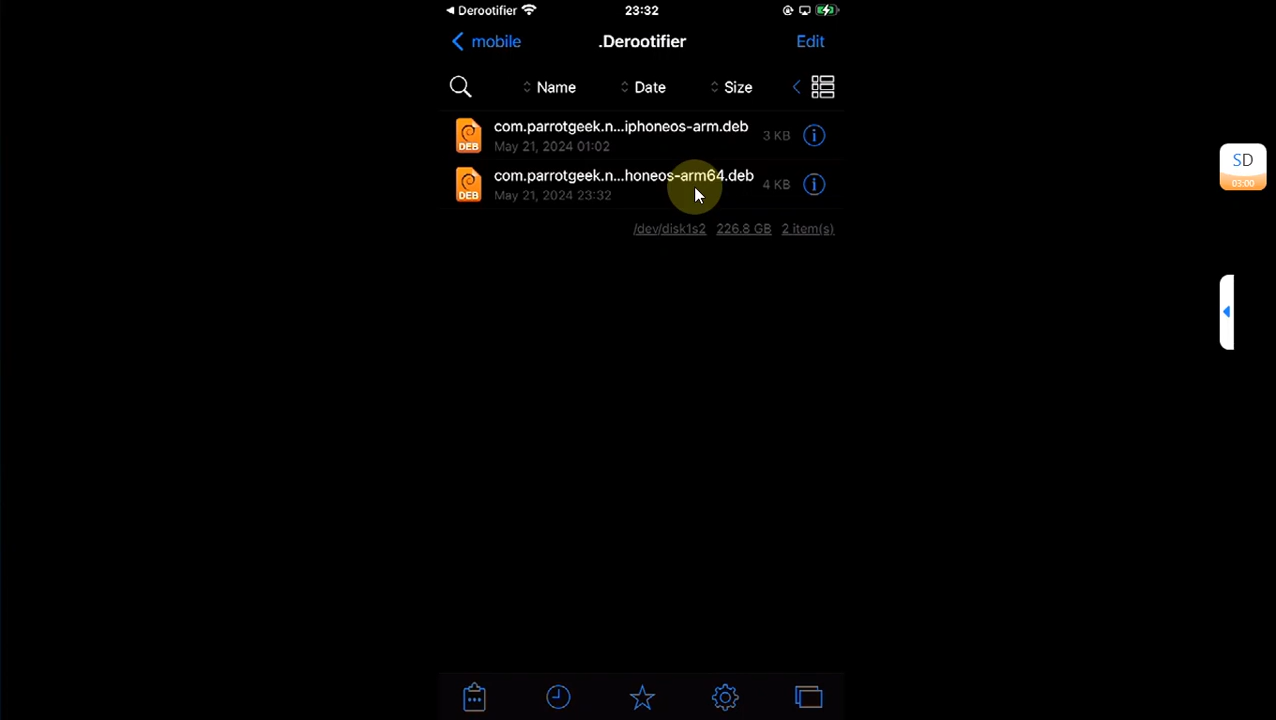 Derootifier
23:32
mobile
.Derootifier
Edit
Name
Date
Size
com.parrotgeek.n...iphoneos-arm.deb
May 21, 2024 01:02
3 KB
DEB
com.parrotgeek.n...honeos-arm64.deb
May 21, 2024 23:32
4 KB
DEB
/dev/disk1s2
226.8 GB
2 item(s)
SD
03:00